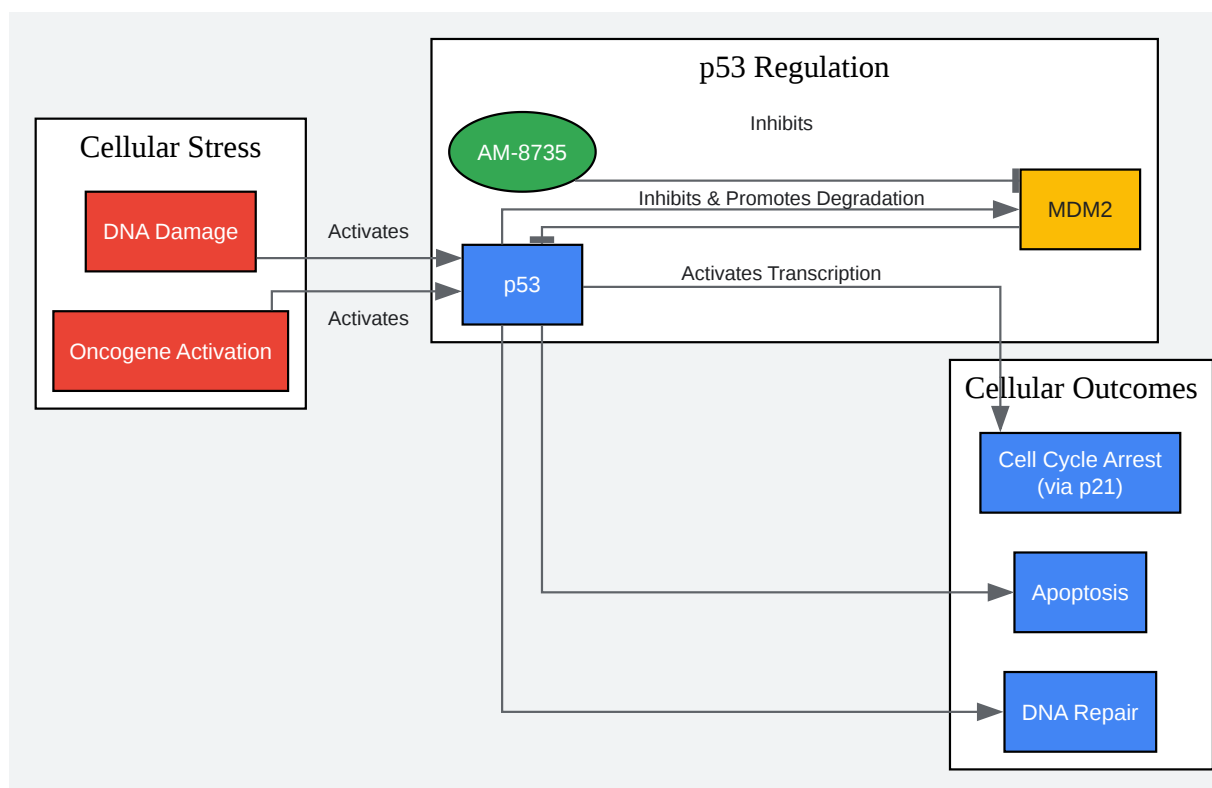 p53 Regulation
Inhibits
AM-8735
Cellular Stress
DNA Damage
Inhibits & Promotes Degradation
MDM2
Activates
Activates Transcription
p53
Activates
Oncogene Activation
Cellular Outcomes
Cell Cycle Arrest
(via p21)
Apoptosis
DNA Repair